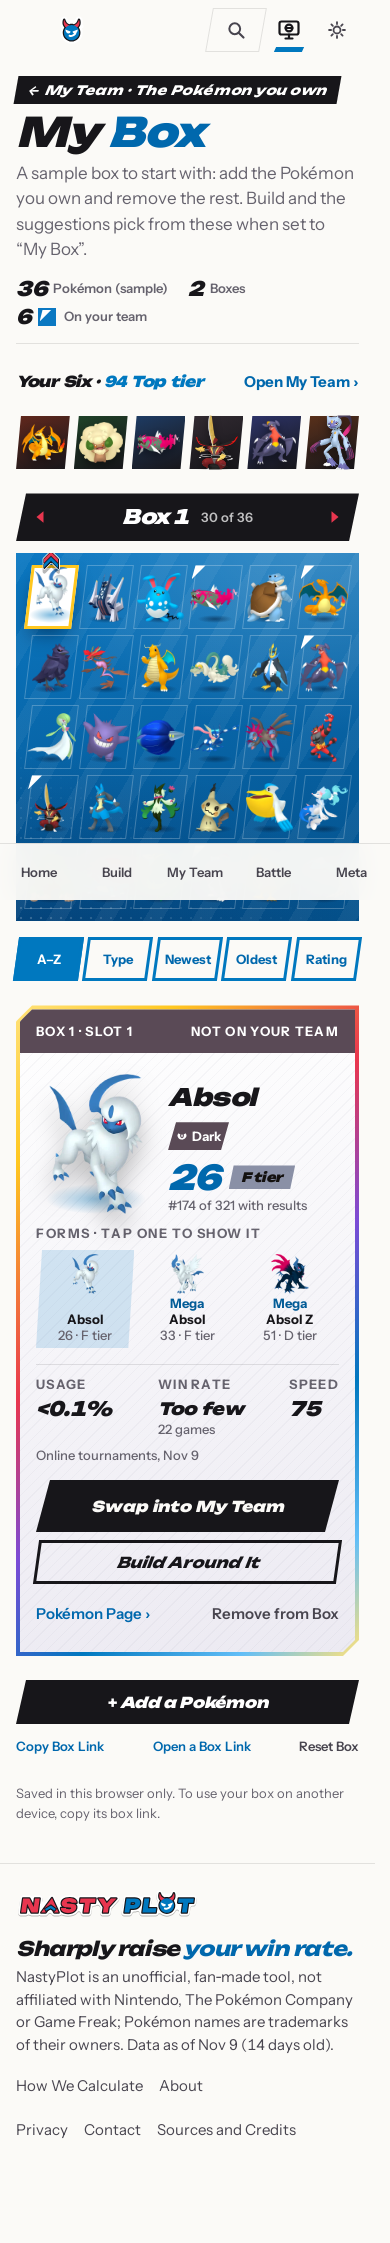 ← My Team · The Pokémon you own
My Box
A sample box to start with: add the Pokémon
you own and remove the rest. Build and the
suggestions pick from these when set to
“My Box”.
36 Pokémon (sample) 2 Boxes
6 On your team
Your Six · 94 Top tier Open My Team ›
Box 1 30 of 36
Home Build My Team Battle Meta
A–Z Type Newest Oldest Rating
BOX 1 · SLOT 1 NOT ON YOUR TEAM
Absol
Dark
26 F tier
#174 of 321 with results
FORMS · TAP ONE TO SHOW IT
Absol
26 · F tier
Mega
Absol
33 · F tier
Mega
Absol Z
51 · D tier
USAGE WIN RATE SPEED
<0.1% Too few 75
22 games
Online tournaments, Nov 9
Swap into My Team
Build Around It
Pokémon Page › Remove from Box
+ Add a Pokémon
Copy Box Link Open a Box Link Reset Box
Saved in this browser only. To use your box on another
device, copy its box link.
NASTY PLOT
Sharply raise your win rate.
NastyPlot is an unofficial, fan-made tool, not
affiliated with Nintendo, The Pokémon Company
or Game Freak; Pokémon names are trademarks
of their owners. Data as of Nov 9 (14 days old).
How We Calculate About
Privacy Contact Sources and Credits